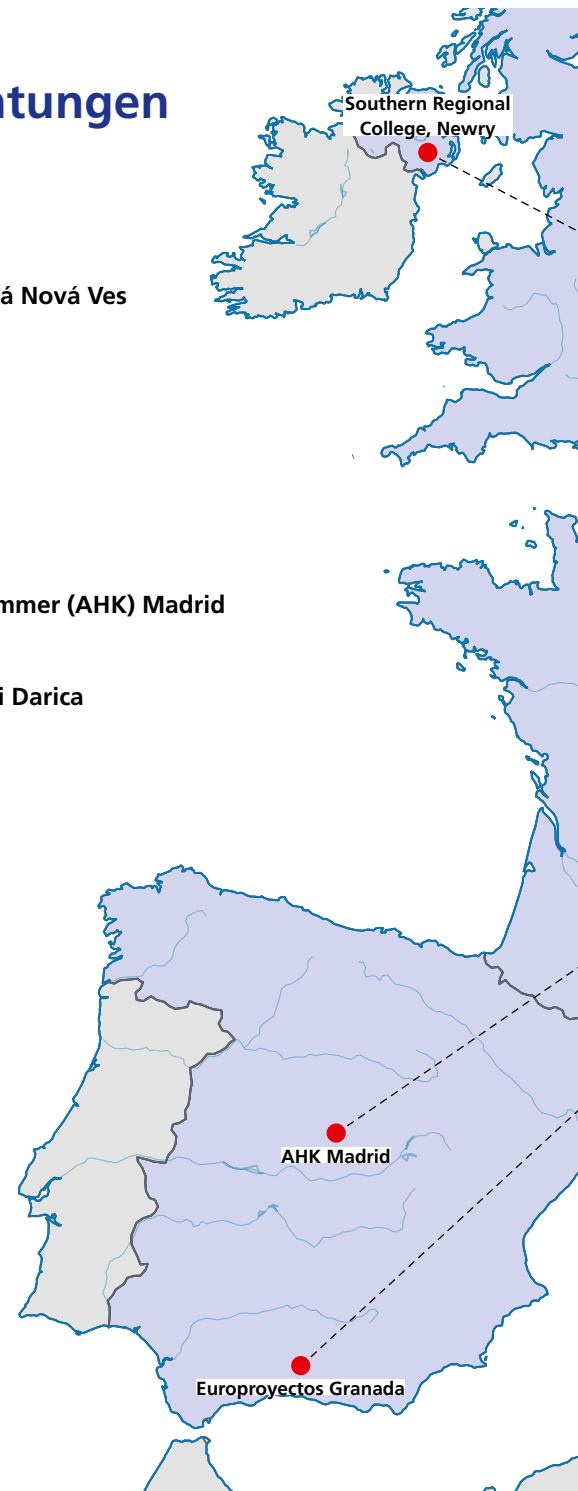 ntungen
Southern Regional
College, Newry
á Nová Ves
mmer (AHK) Madrid
i Darica
AHK Madrid
Europroyectos Granada